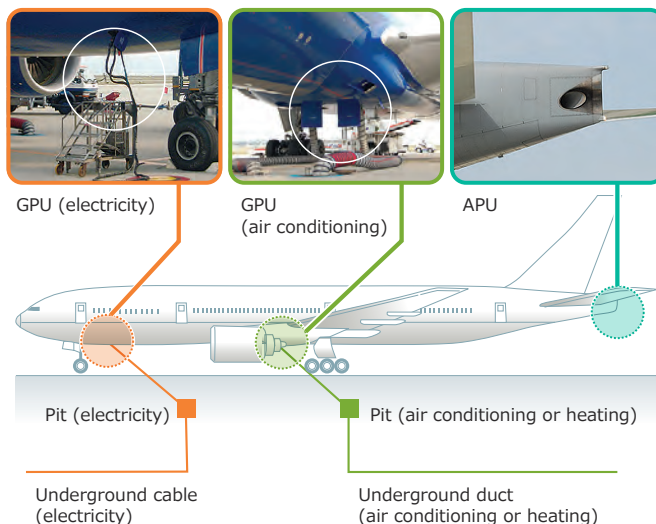 GPU (electricity)
GPU
(air conditioning)
APU
Pit (electricity)
Pit (air conditioning or heating)
Underground cable
(electricity)
Underground duct
(air conditioning or heating)